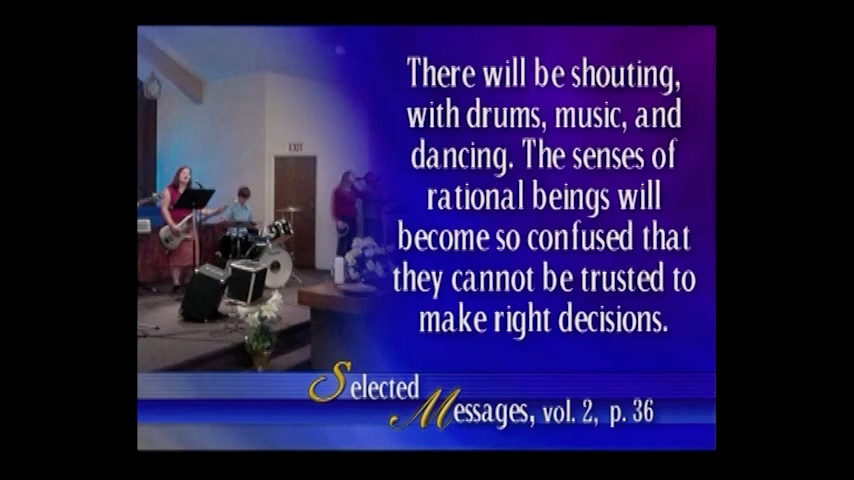 There will be shouting,
with drums, music, and
dancing. The senses of
rational beings will
become so confused that
they cannot be trusted to
make right decisions.
EXIT
Selected
Messages, vol. 2, p. 36